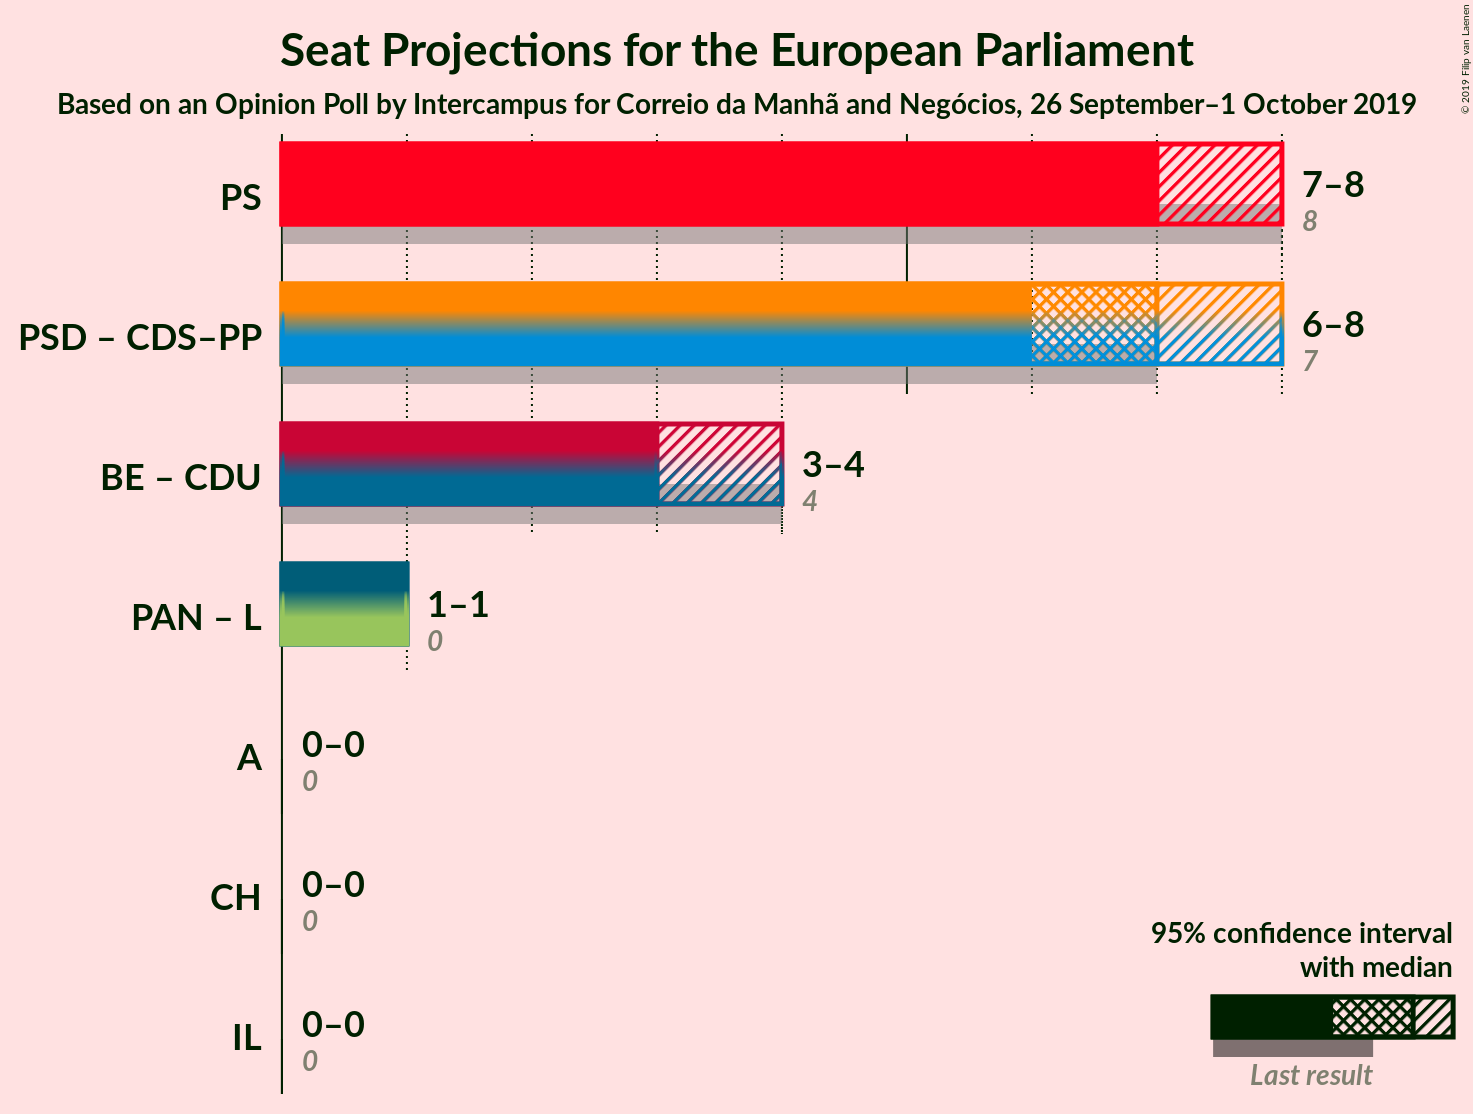 Seat Projections for the European Parliament
Based on an Opinion Poll by Intercampus for Correio da Manhã and Negócios, 26 September–1 October 2019
© 2019 Filip van Laenen
PS
7–8
8
PSD – CDS–PP
6–8
7
BE – CDU
3–4
4
PAN – L
1–1
0
A
0–0
0
CH
0–0
0
IL
0–0
0
95% confidence interval
with median
Last result